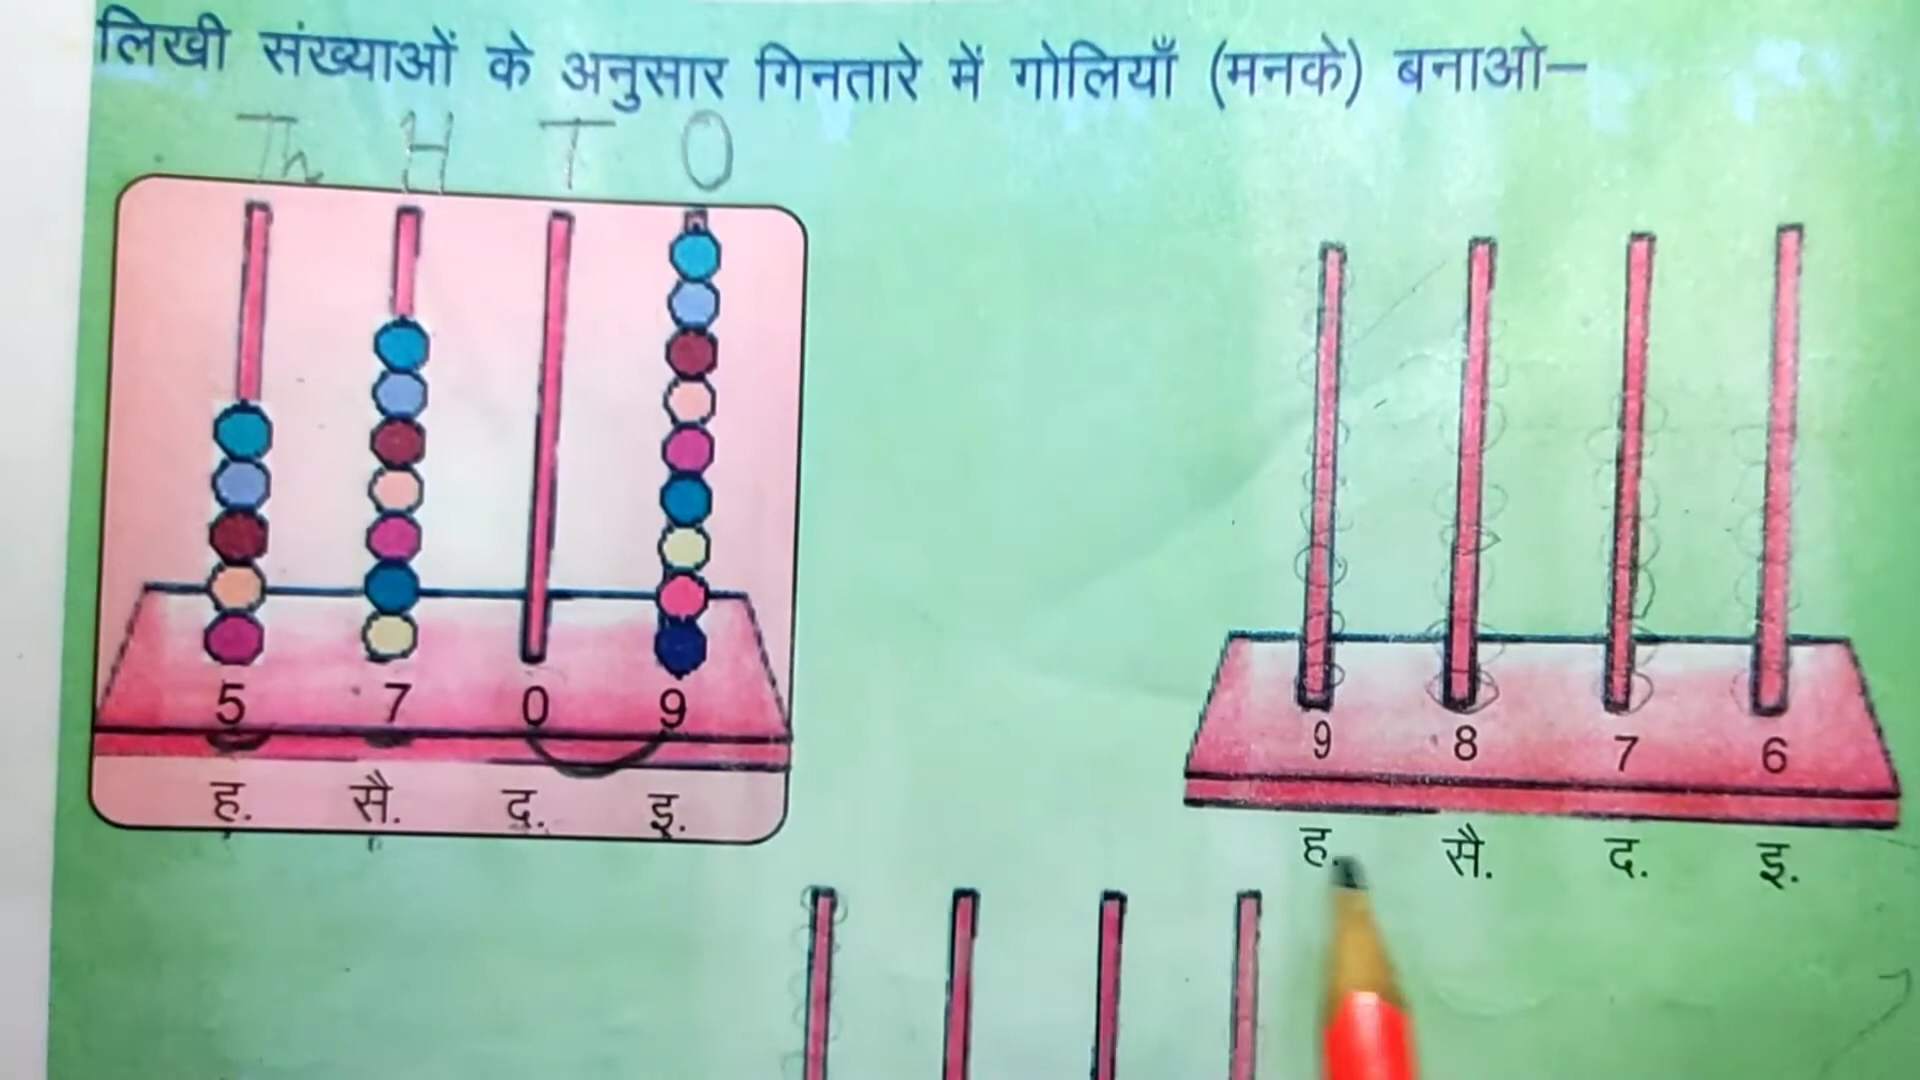 लिखी संख्याओं के अनुसार गिनतारे में गोलियाँ (मनके) बनाओ–
Th H T O
5 7 0 9
ह. सै. द. इ.
9 8 7 6
ह. सै. द. इ.